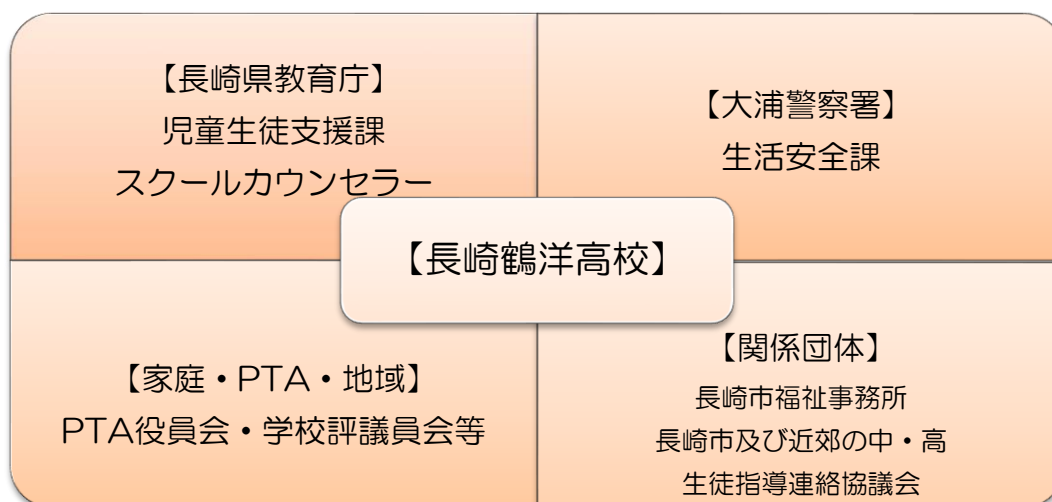 【長崎県教育庁】
児童生徒支援課
スクールカウンセラー
【大浦警察署】
生活安全課
【長崎鶴洋高校】
【家庭・PTA・地域】
PTA役員会・学校評議員会等
【関係団体】
長崎市福祉事務所
長崎市及び近郊の中・高
生徒指導連絡協議会